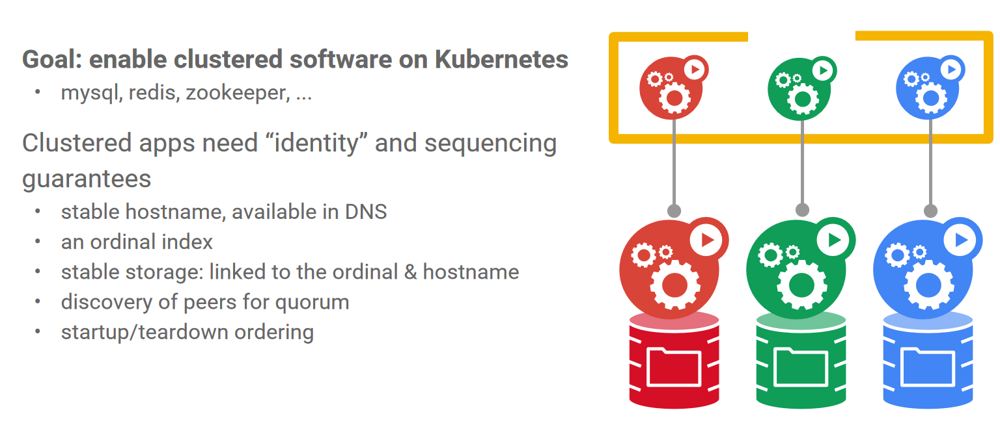 Goal: enable clustered software on Kubernetes
• mysql, redis, zookeeper, ...
Clustered apps need “identity” and sequencing
guarantees
• stable hostname, available in DNS
• an ordinal index
• stable storage: linked to the ordinal & hostname
• discovery of peers for quorum
• startup/teardown ordering